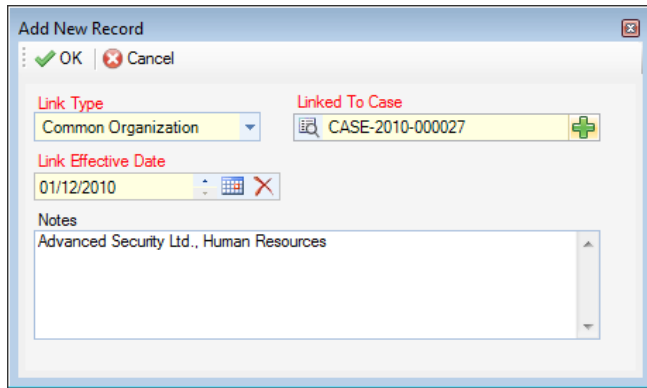 Add New Record
OK Cancel
Link Type Linked To Case
Common Organization CASE-2010-000027
Link Effective Date
01/12/2010
Notes
Advanced Security Ltd., Human Resources